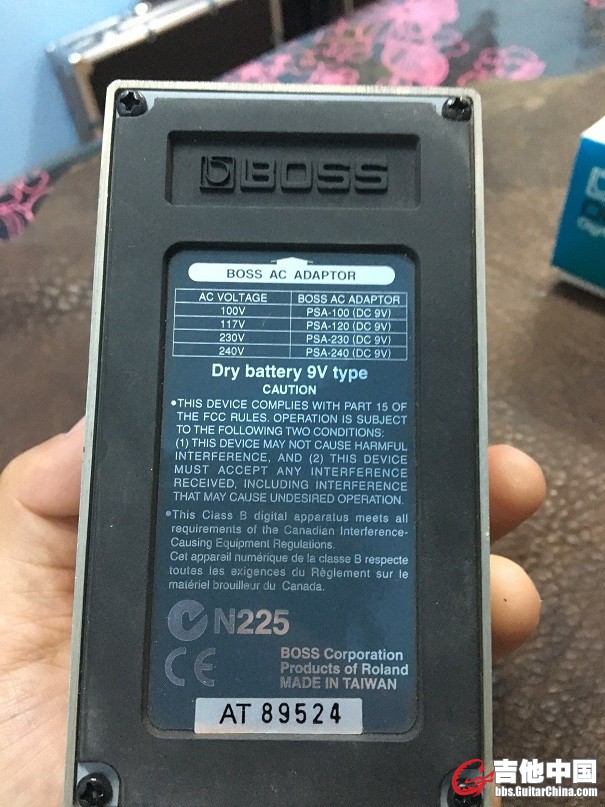 BOSS
BOSS AC ADAPTOR
AC VOLTAGE BOSS AC ADAPTOR
100V PSA-100 (DC 9V)
117V PSA-120 (DC 9V)
230V PSA-230 (DC 9V)
240V PSA-240 (DC 9V)
Dry battery 9V type
CAUTION
•THIS DEVICE COMPLIES WITH PART 15 OF
THE FCC RULES. OPERATION IS SUBJECT
TO THE FOLLOWING TWO CONDITIONS:
(1) THIS DEVICE MAY NOT CAUSE HARMFUL
INTERFERENCE, AND (2) THIS DEVICE
MUST ACCEPT ANY INTERFERENCE
RECEIVED, INCLUDING INTERFERENCE
THAT MAY CAUSE UNDESIRED OPERATION.
•This Class B digital apparatus meets all
requirements of the Canadian Interference-
Causing Equipment Regulations.
Cet appareil numérique de la classe B respecte
toutes les exigences du Règlement sur le
matériel brouilleur du Canada.
N225
CE
BOSS Corporation
Products of Roland
MADE IN TAIWAN
AT 89524
吉他中国
bbs.GuitarChina.com